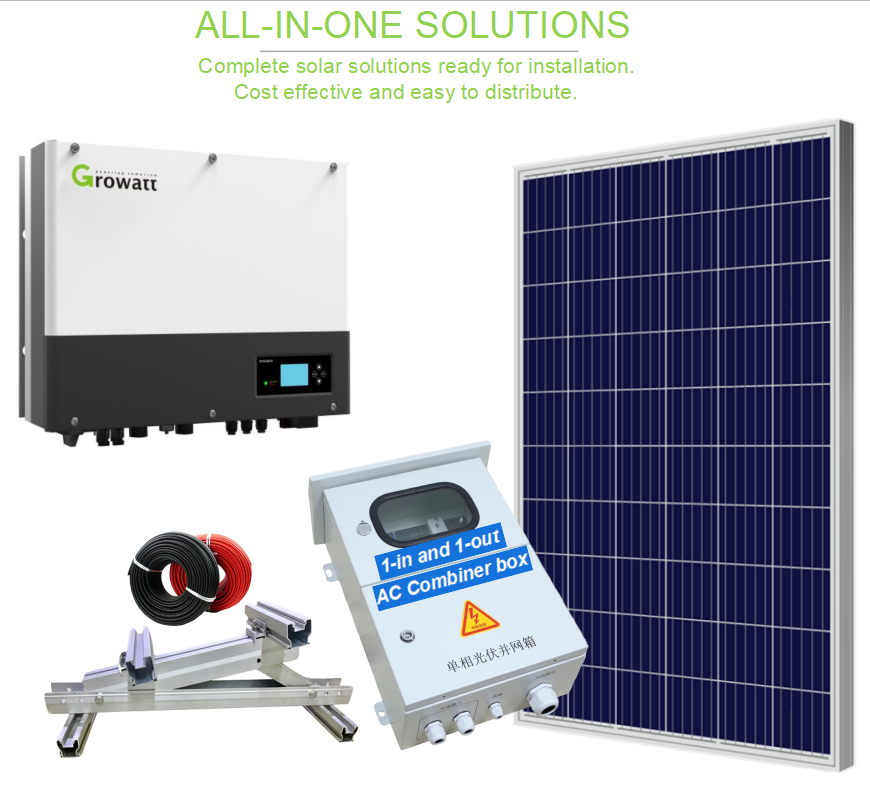 ALL-IN-ONE SOLUTIONS
Complete solar solutions ready for installation.
Cost effective and easy to distribute.
Growatt
1-in and 1-out
AC Combiner box
单相光伏并网箱